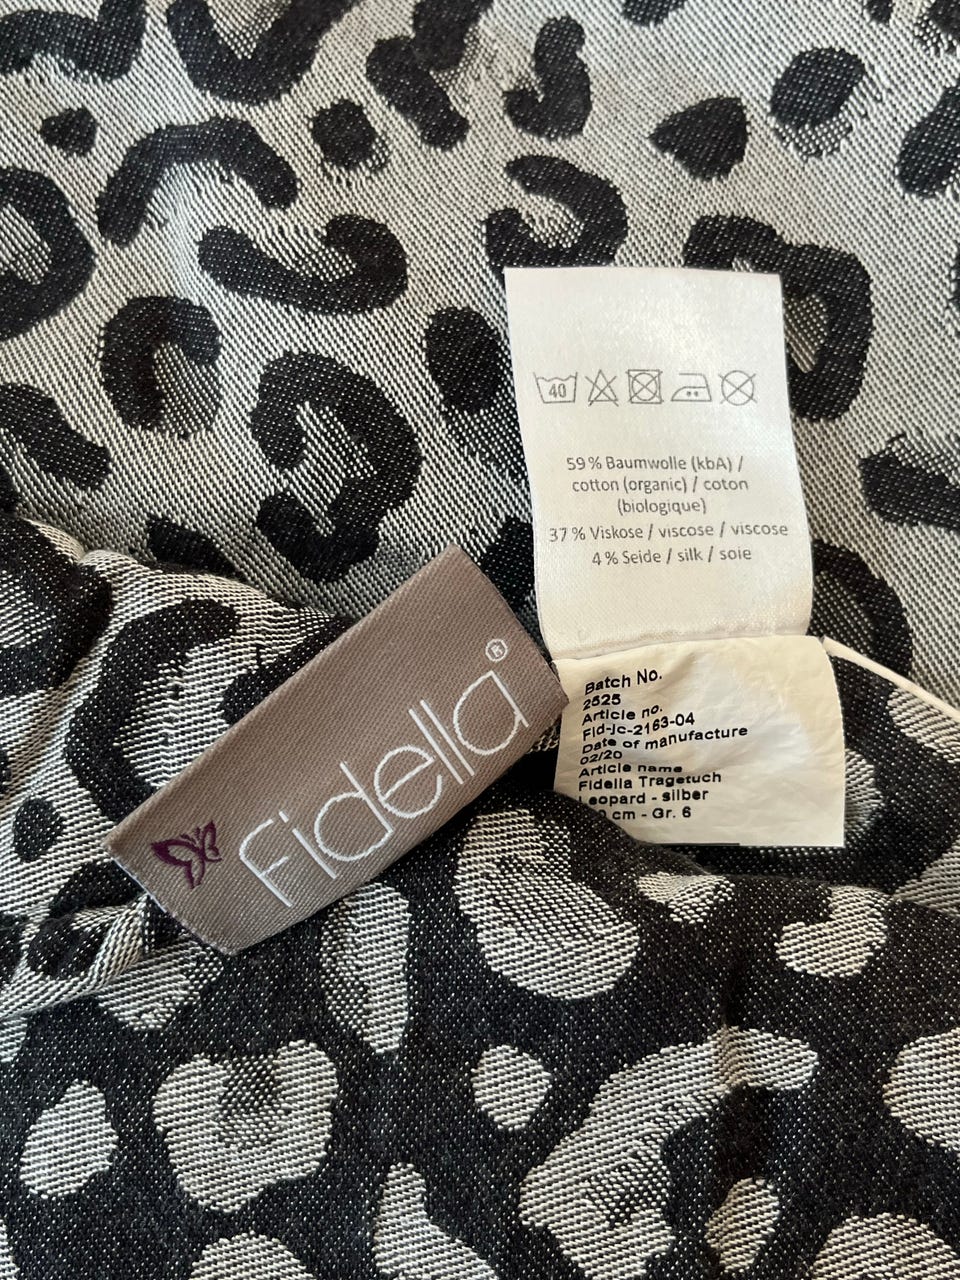 40
59 % Baumwolle (kbA) /
cotton (organic) / coton
(biologique)
37 % Viskose / viscose / viscose
4 % Seide / silk / soie
Fidella®
Batch No.
2525
Article no.
Fid-jc-2163-04
Date of manufacture
02/20
Article name
Fidella Tragetuch
Leopard - silber
cm - Gr. 6